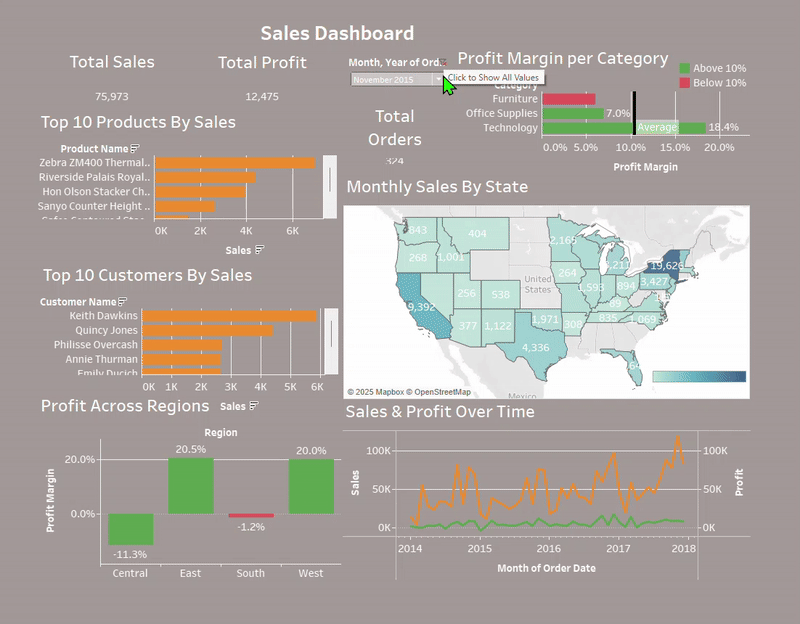 Sales Dashboard
Total Sales
75,973
Total Profit
12,475
Month, Year of Ord..
November 2015
Click to Show All Values
Total
Orders
324
Profit Margin per Category
Above 10%
Below 10%
Category
Furniture
Office Supplies
7.0%
Technology
Average
18.4%
0.0%
5.0%
10.0%
15.0%
20.0%
Profit Margin
Top 10 Products By Sales
Product Name
Zebra ZM400 Thermal..
Riverside Palais Royal..
Hon Olson Stacker Ch..
Sanyo Counter Height ..
0K
2K
4K
6K
Sales
Top 10 Customers By Sales
Customer Name
Keith Dawkins
Quincy Jones
Philisse Overcash
Annie Thurman
0K
1K
2K
3K
4K
5K
6K
Sales
Monthly Sales By State
843
404
2,165
268
1,001
264
19,626
256
538
1,593
894
3,427
377
1,122
1,971
308
835
1,069
4,336
United
States
Mexico
© 2025 Mapbox © OpenStreetMap
Profit Across Regions
Region
Profit Margin
20.0%
0.0%
-11.3%
20.5%
-1.2%
20.0%
Central
East
South
West
Sales & Profit Over Time
Sales
100K
50K
0K
100K
50K
0K
Profit
2014
2015
2016
2017
2018
Month of Order Date